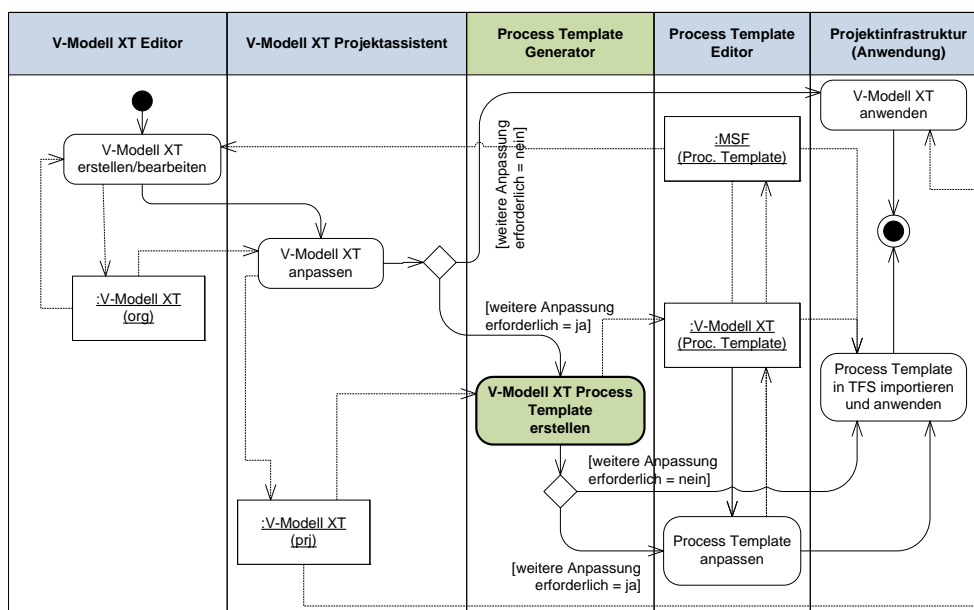 V-Modell XT Editor
V-Modell XT Projektassistent
Process Template
Generator
Process Template
Editor
Projektinfrastruktur
(Anwendung)
V-Modell XT
erstellen/bearbeiten
[weitere Anpassung
erforderlich = nein]
:MSF
(Proc. Template)
V-Modell XT
anwenden
V-Modell XT
anpassen
:V-Modell XT
(org)
[weitere Anpassung
erforderlich = ja]
:V-Modell XT
(Proc. Template)
V-Modell XT Process
Template
erstellen
Process Template
in TFS importieren
und anwenden
[weitere Anpassung
erforderlich = nein]
:V-Modell XT
(prj)
Process Template
anpassen
[weitere Anpassung
erforderlich = ja]